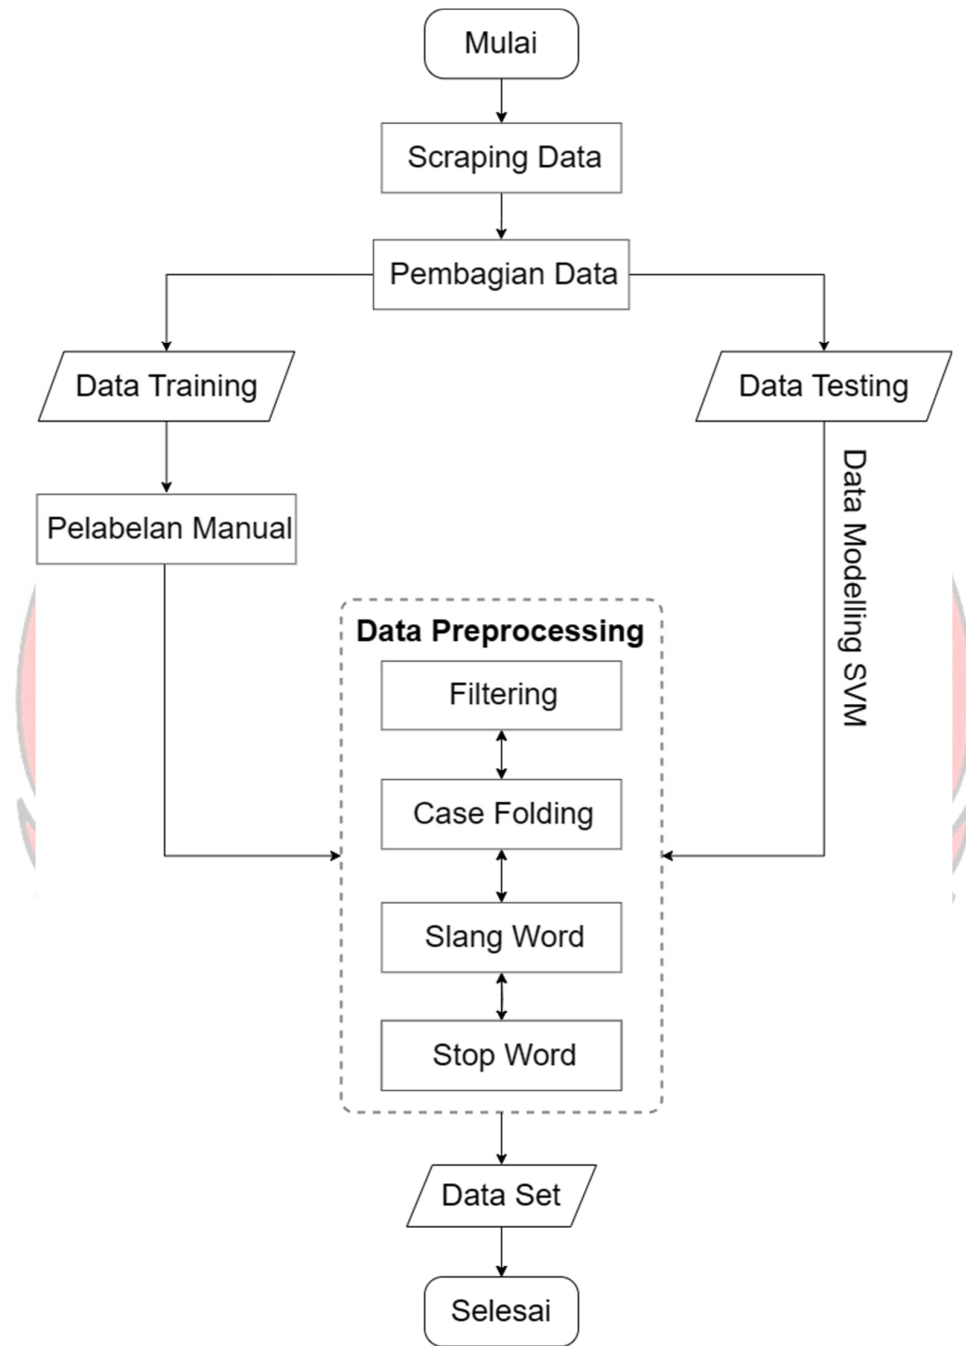 Mulai
Scraping Data
Pembagian Data
Data Training
Data Testing
Pelabelan Manual
Data Modelling SVM
Data Preprocessing
Filtering
Case Folding
Slang Word
Stop Word
Data Set
Selesai